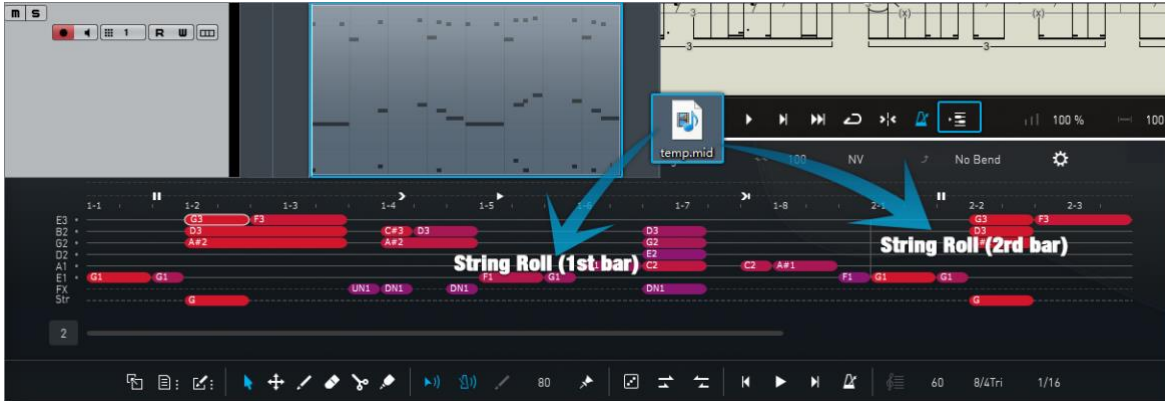 m s
1 R W
3
(x) (x)
3 3
temp.mid
100 %
100
100 NV No Bend
1-1 1-2 1-3 1-4 1-7 1-8 2-1 2-2 2-3
E3 G3 F3 G3 F3
B2 D3 C#3 D3 D3 D3
G2 A#2 A#2 G2
D2 E2
A1 C2 C2 A#1
E1 G1 G1 F1 G1 F1 G1 G1
FX UN1 DN1 DN1 DN1
Str G G
String Roll (1st bar)
String Roll (2rd bar)
2
80 60 8/4Tri 1/16